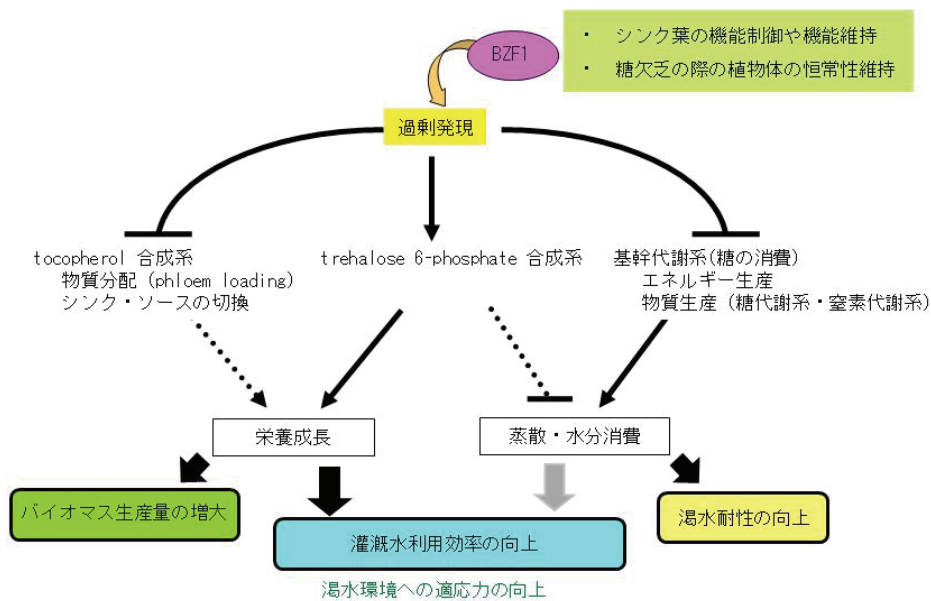 BZF1
・ シンク葉の機能制御や機能維持
・ 糖欠乏の際の植物体の恒常性維持
過剰発現
tocopherol 合成系
物質分配 (phloem loading)
シンク・ソースの切換
trehalose 6-phosphate 合成系
基幹代謝系(糖の消費)
エネルギー生産
物質生産 (糖代謝系・窒素代謝系)
栄養成長
蒸散・水分消費
バイオマス生産量の増大
灌漑水利用効率の向上
渇水耐性の向上
渇水環境への適応力の向上